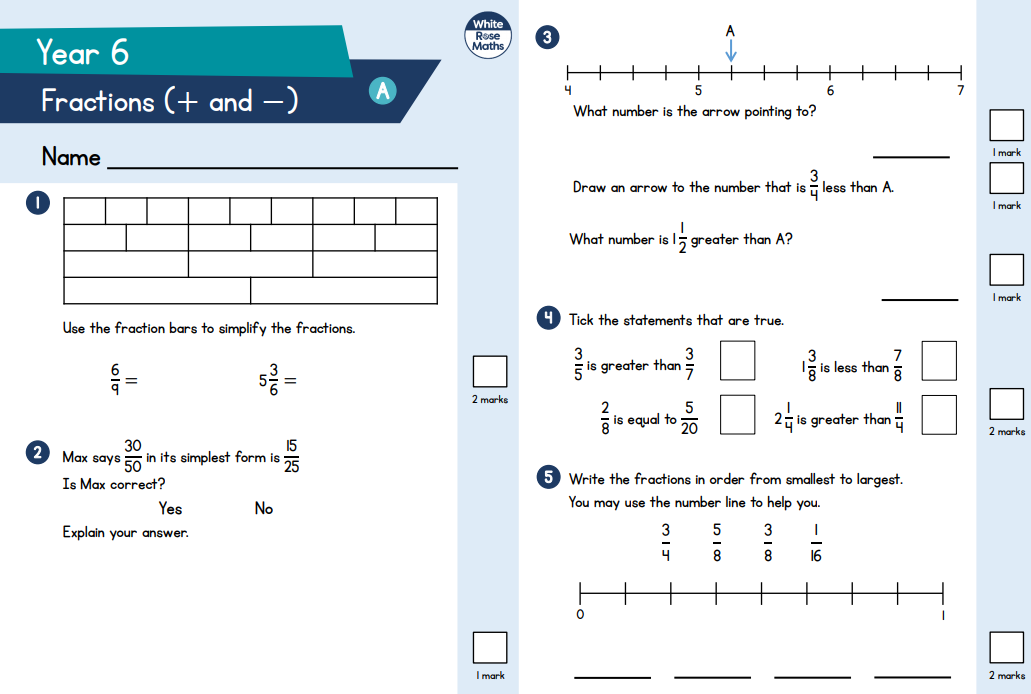 Year 6
Fractions (+ and −)
A
White
Rose
Maths
Name
1
Use the fraction bars to simplify the fractions.
6/9 =
5 3/6 =
2 marks
2
Max says 30/50 in its simplest form is 15/25
Is Max correct?
Yes No
Explain your answer.
1 mark
3
A
4 5 6 7
What number is the arrow pointing to?
1 mark
Draw an arrow to the number that is 3/4 less than A.
1 mark
What number is 1 1/2 greater than A?
1 mark
4
Tick the statements that are true.
3/5 is greater than 3/7
1 3/8 is less than 7/8
2/8 is equal to 5/20
2 1/4 is greater than 11/4
2 marks
5
Write the fractions in order from smallest to largest.
You may use the number line to help you.
3/4 5/8 3/8 1/16
0 1
2 marks